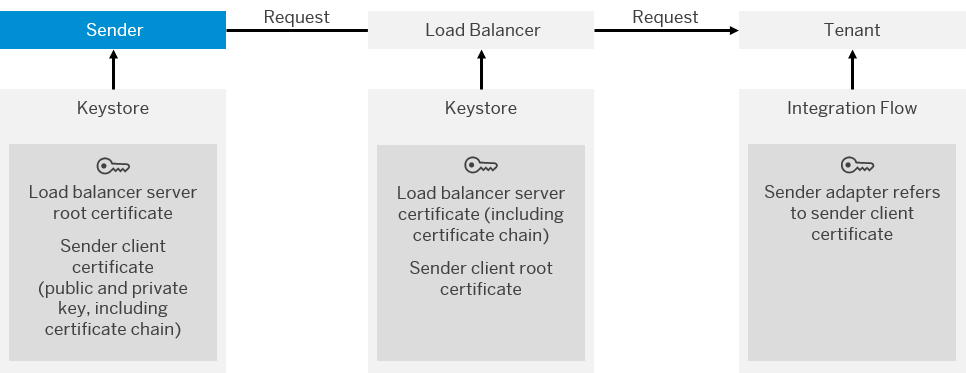 Request
Request
Sender
Load Balancer
Tenant
Keystore
Load balancer server
root certificate
Sender client
certificate
(public and private
key, including
certificate chain)
Keystore
Load balancer server
certificate (including
certificate chain)
Sender client root
certificate
Integration Flow
Sender adapter refers
to sender client
certificate